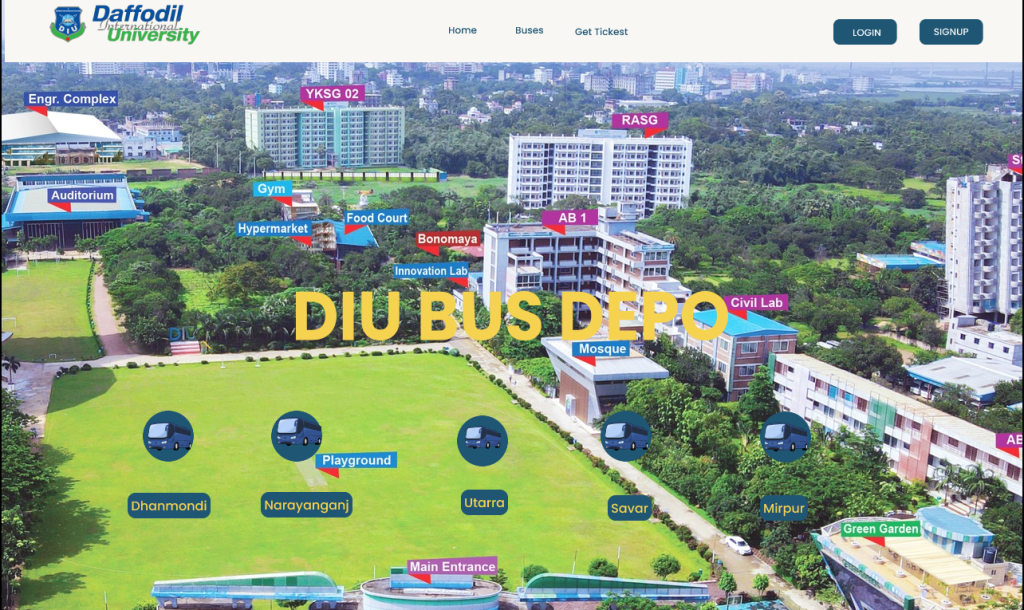 Daffodil
International
University
DIU
Home
Buses
Get Tickest
LOGIN
SIGNUP
Engr. Complex
YKSG 02
RASG
Auditorium
Gym
Hypermarket
Food Court
AB 1
Bonomaya
Innovation Lab
DIU BUS DEPO
Civil Lab
Mosque
AB
Playground
Dhanmondi
Narayanganj
Utarra
Savar
Mirpur
Green Garden
Main Entrance